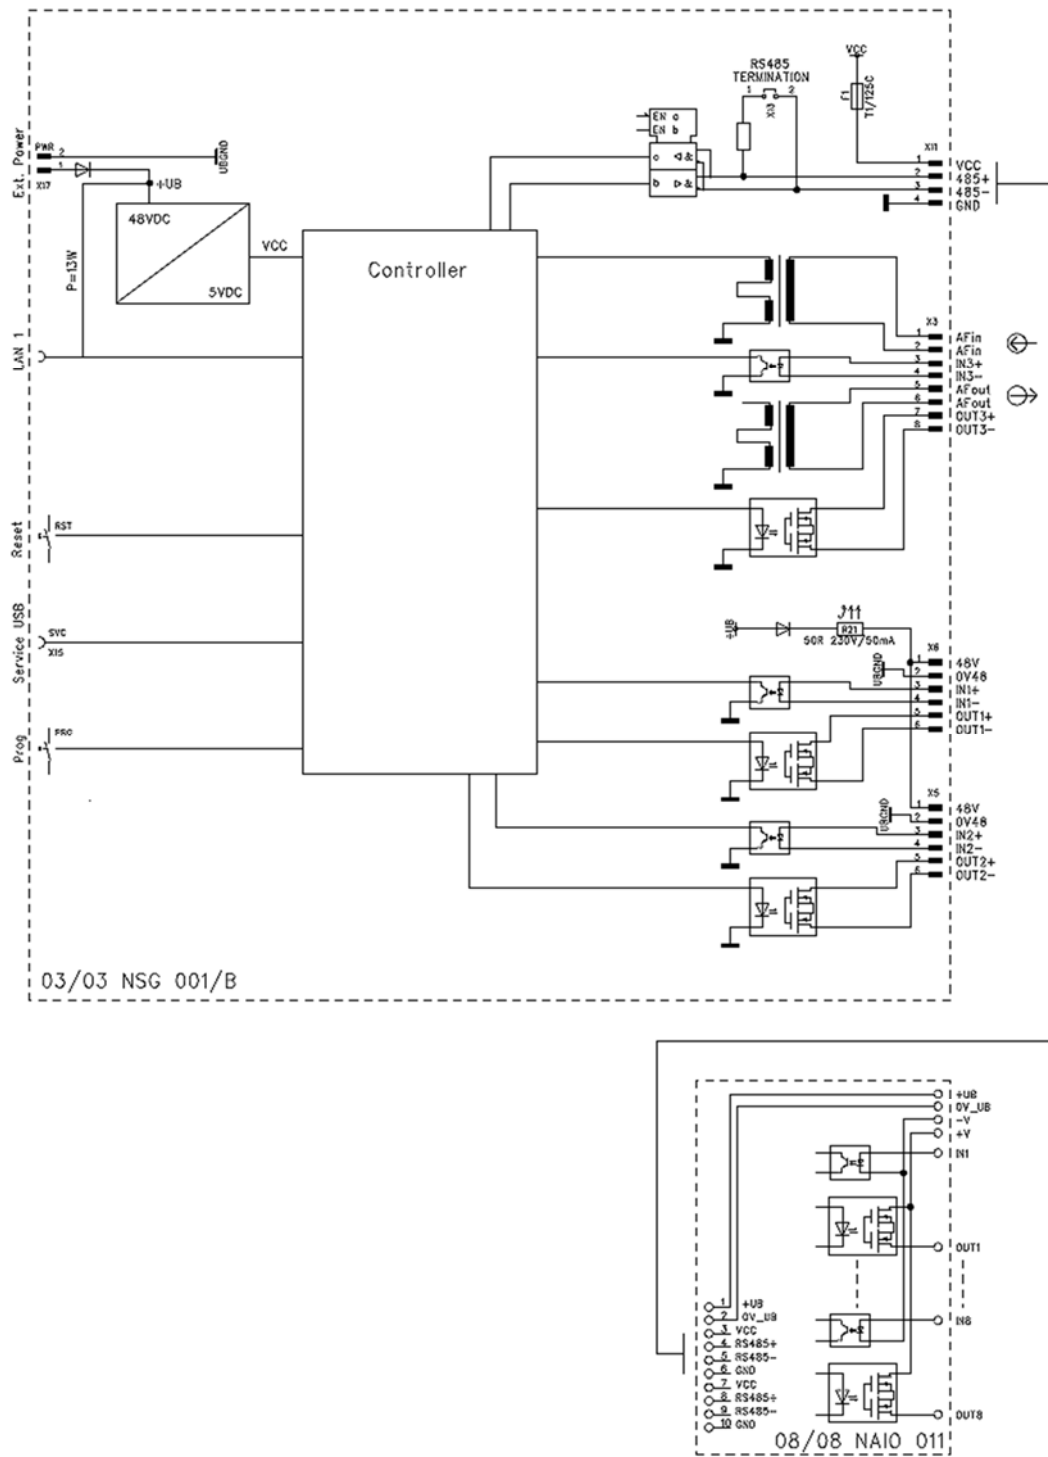 VCC
RS485
TERMINATION
1 2
X13
f1
T1/125C
EN a
EN b
a &
b &
X11
1 VCC
2 485+
3 485-
4 GND
Ext. Power
PWR
2
1
X17
UBGND
+UB
48VDC
5VDC
VCC
P=13W
Controller
LAN 1
X3
1 AFin
2 AFin
3 IN3+
4 IN3-
5 AFout
6 AFout
7 OUT3+
8 OUT3-
Reset
RST
Service USB
SVC
X15
Prog
PRG
+UB
R21
50R 230V/50mA
X6
UBGND
1 48V
2 0V48
3 IN1+
4 IN1-
5 OUT1+
6 OUT1-
X5
UBGND
1 48V
2 0V48
3 IN2+
4 IN2-
5 OUT2+
6 OUT2-
03/03 NSG 001/B
+UB
0V_UB
-V
+V
IN1
OUT1
IN8
OUT8
1 +UB
2 0V_UB
3 VCC
4 RS485+
5 RS485-
6 GND
7 VCC
8 RS485+
9 RS485-
10 GND
08/08 NAIO 011